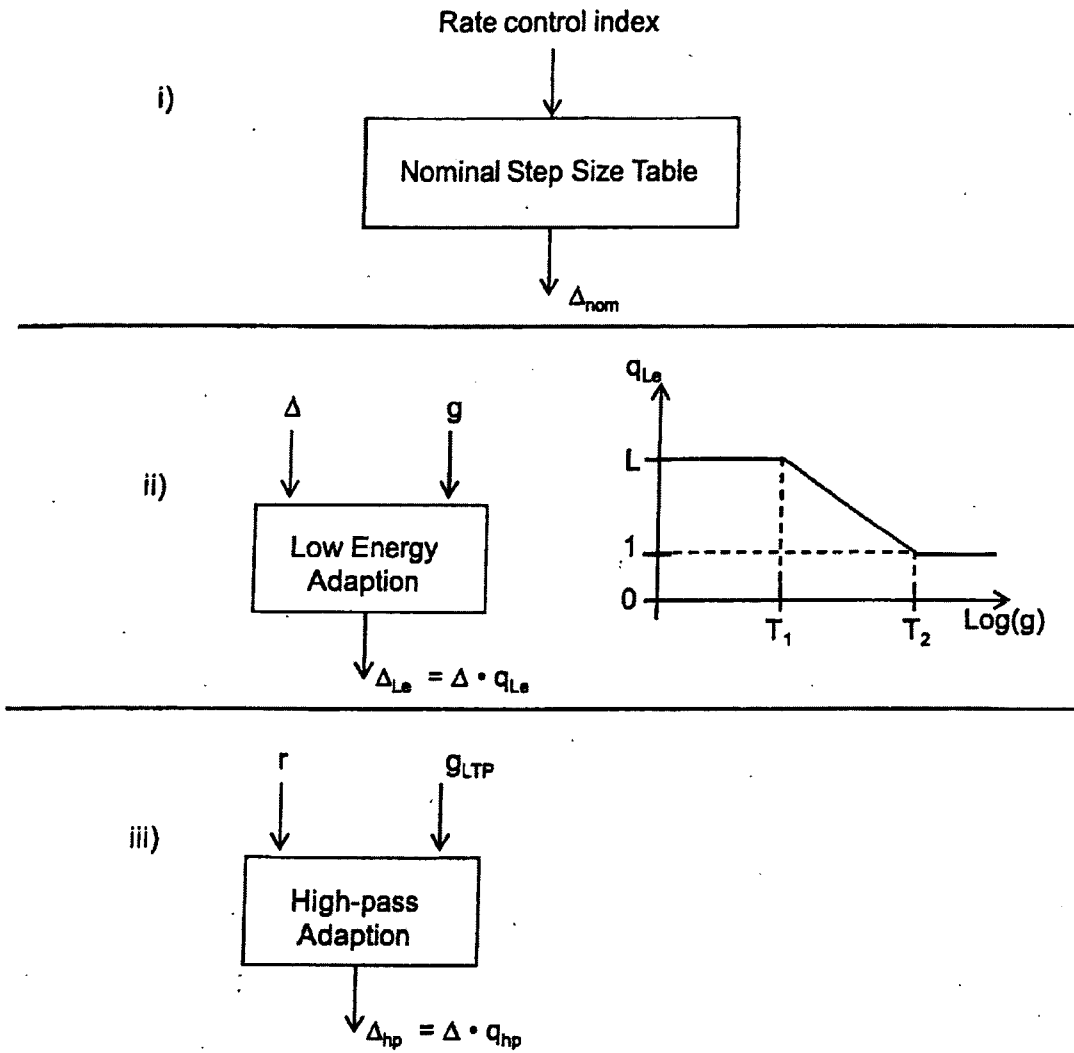 Rate control index
i)
Nominal Step Size Table
Δnom
ii)
Δ g
Low Energy
Adaption
ΔLe = Δ • qLe
qLe
L
1
0
T1 T2 Log(g)
iii)
r gLTP
High-pass
Adaption
Δhp = Δ • qhp